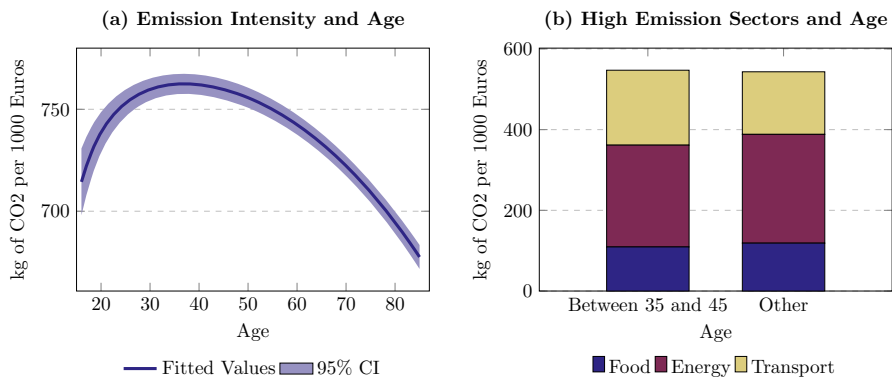 (a) Emission Intensity and Age
kg of CO2 per 1000 Euros
750
700
20 30 40 50 60 70 80
Age
Fitted Values 95% CI
(b) High Emission Sectors and Age
kg of CO2 per 1000 Euros
600
400
200
0
Between 35 and 45 Other
Age
Food Energy Transport